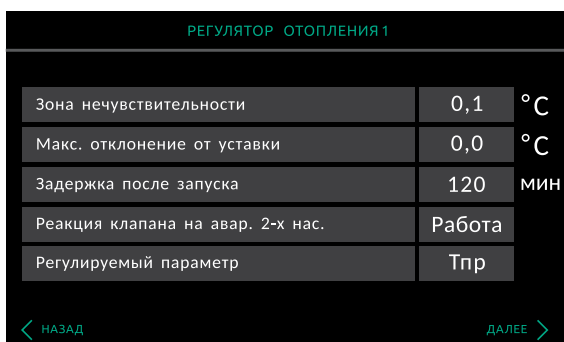 РЕГУЛЯТОР ОТОПЛЕНИЯ 1
Зона нечувствительности 0,1 °C
Макс. отклонение от уставки 0,0 °C
Задержка после запуска 120 мин
Реакция клапана на авар. 2-х нас. Работа
Регулируемый параметр Тпр
НАЗАД ДАЛЕЕ